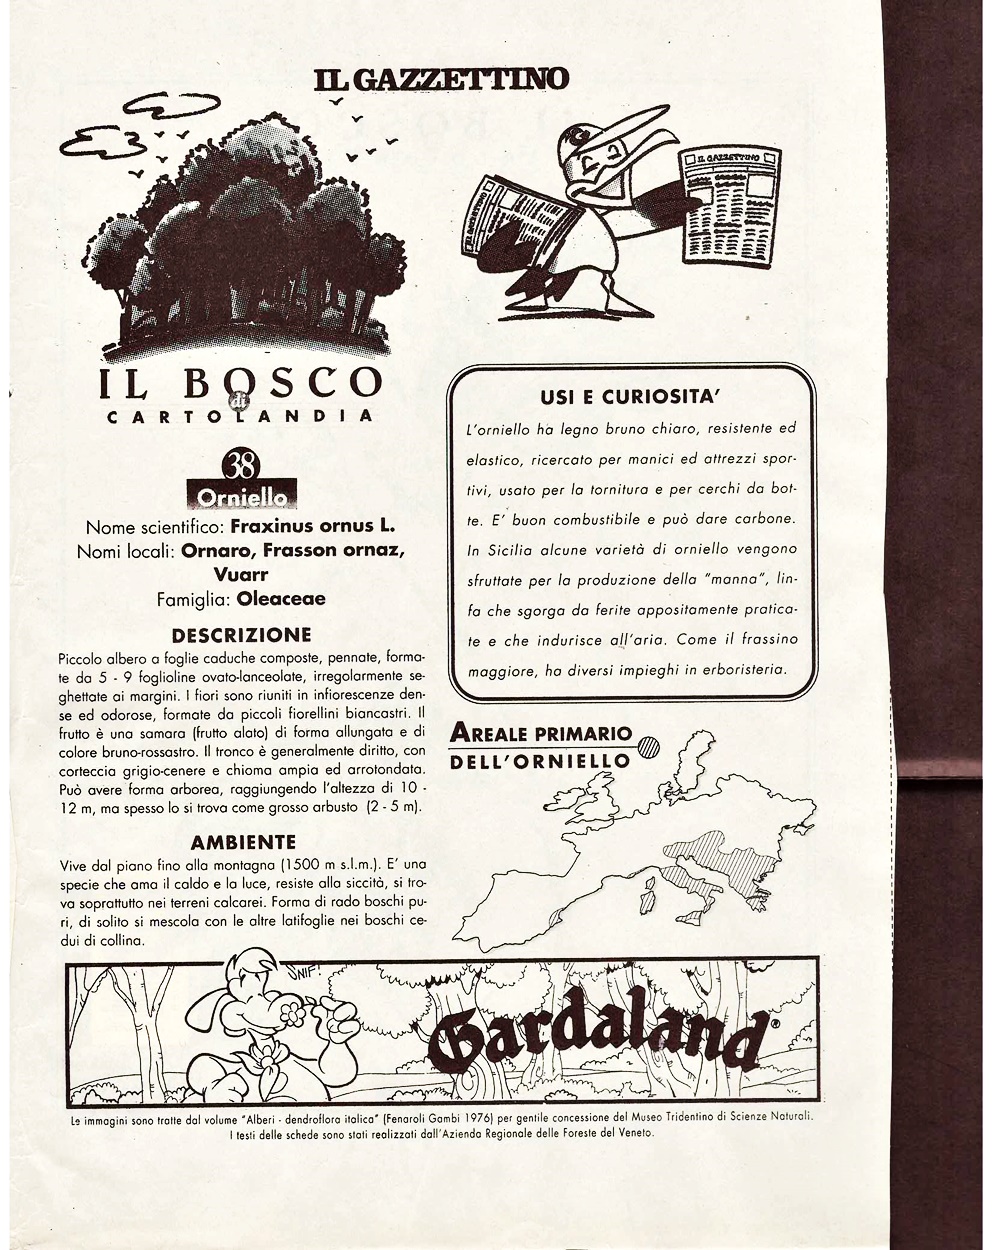 IL GAZZETTINO
IL GAZZETTINO
IL GAZZETTINO
IL BOSCO
di
CARTOLANDIA
38
Orniello
Nome scientifico: Fraxinus ornus L.
Nomi locali: Ornaro, Frasson ornaz,
Vuarr
Famiglia: Oleaceae
DESCRIZIONE
Piccolo albero a foglie caduche composte, pennate, forma-
te da 5 - 9 foglioline ovato-lanceolate, irregolarmente se-
ghettate ai margini. I fiori sono riuniti in infiorescenze den-
se ed odorose, formate da piccoli fiorellini biancastri. Il
frutto è una samara (frutto alato) di forma allungata e di
colore bruno-rossastro. Il tronco è generalmente diritto, con
corteccia grigio-cenere e chioma ampia ed arrotondata.
Può avere forma arborea, raggiungendo l'altezza di 10 -
12 m, ma spesso lo si trova come grosso arbusto (2 - 5 m).
AMBIENTE
Vive dal piano fino alla montagna (1500 m s.l.m.). E' una
specie che ama il caldo e la luce, resiste alla siccità, si tro-
va soprattutto nei terreni calcarei. Forma di rado boschi pu-
ri, di solito si mescola con le altre latifoglie nei boschi ce-
dui di collina.
USI E CURIOSITA'
L'orniello ha legno bruno chiaro, resistente ed
elastico, ricercato per manici ed attrezzi spor-
tivi, usato per la tornitura e per cerchi da bot-
te. E' buon combustibile e può dare carbone.
In Sicilia alcune varietà di orniello vengono
sfruttate per la produzione della "manna", lin-
fa che sgorga da ferite appositamente pratica-
te e che indurisce all'aria. Come il frassino
maggiore, ha diversi impieghi in erboristeria.
AREALE PRIMARIO
DELL'ORNIELLO
SNIF!
Gardaland®
Le immagini sono tratte dal volume "Alberi - dendroflora italica" (Fenaroli Gambi 1976) per gentile concessione del Museo Tridentino di Scienze Naturali.
I testi delle schede sono stati realizzati dall'Azienda Regionale delle Foreste del Veneto.